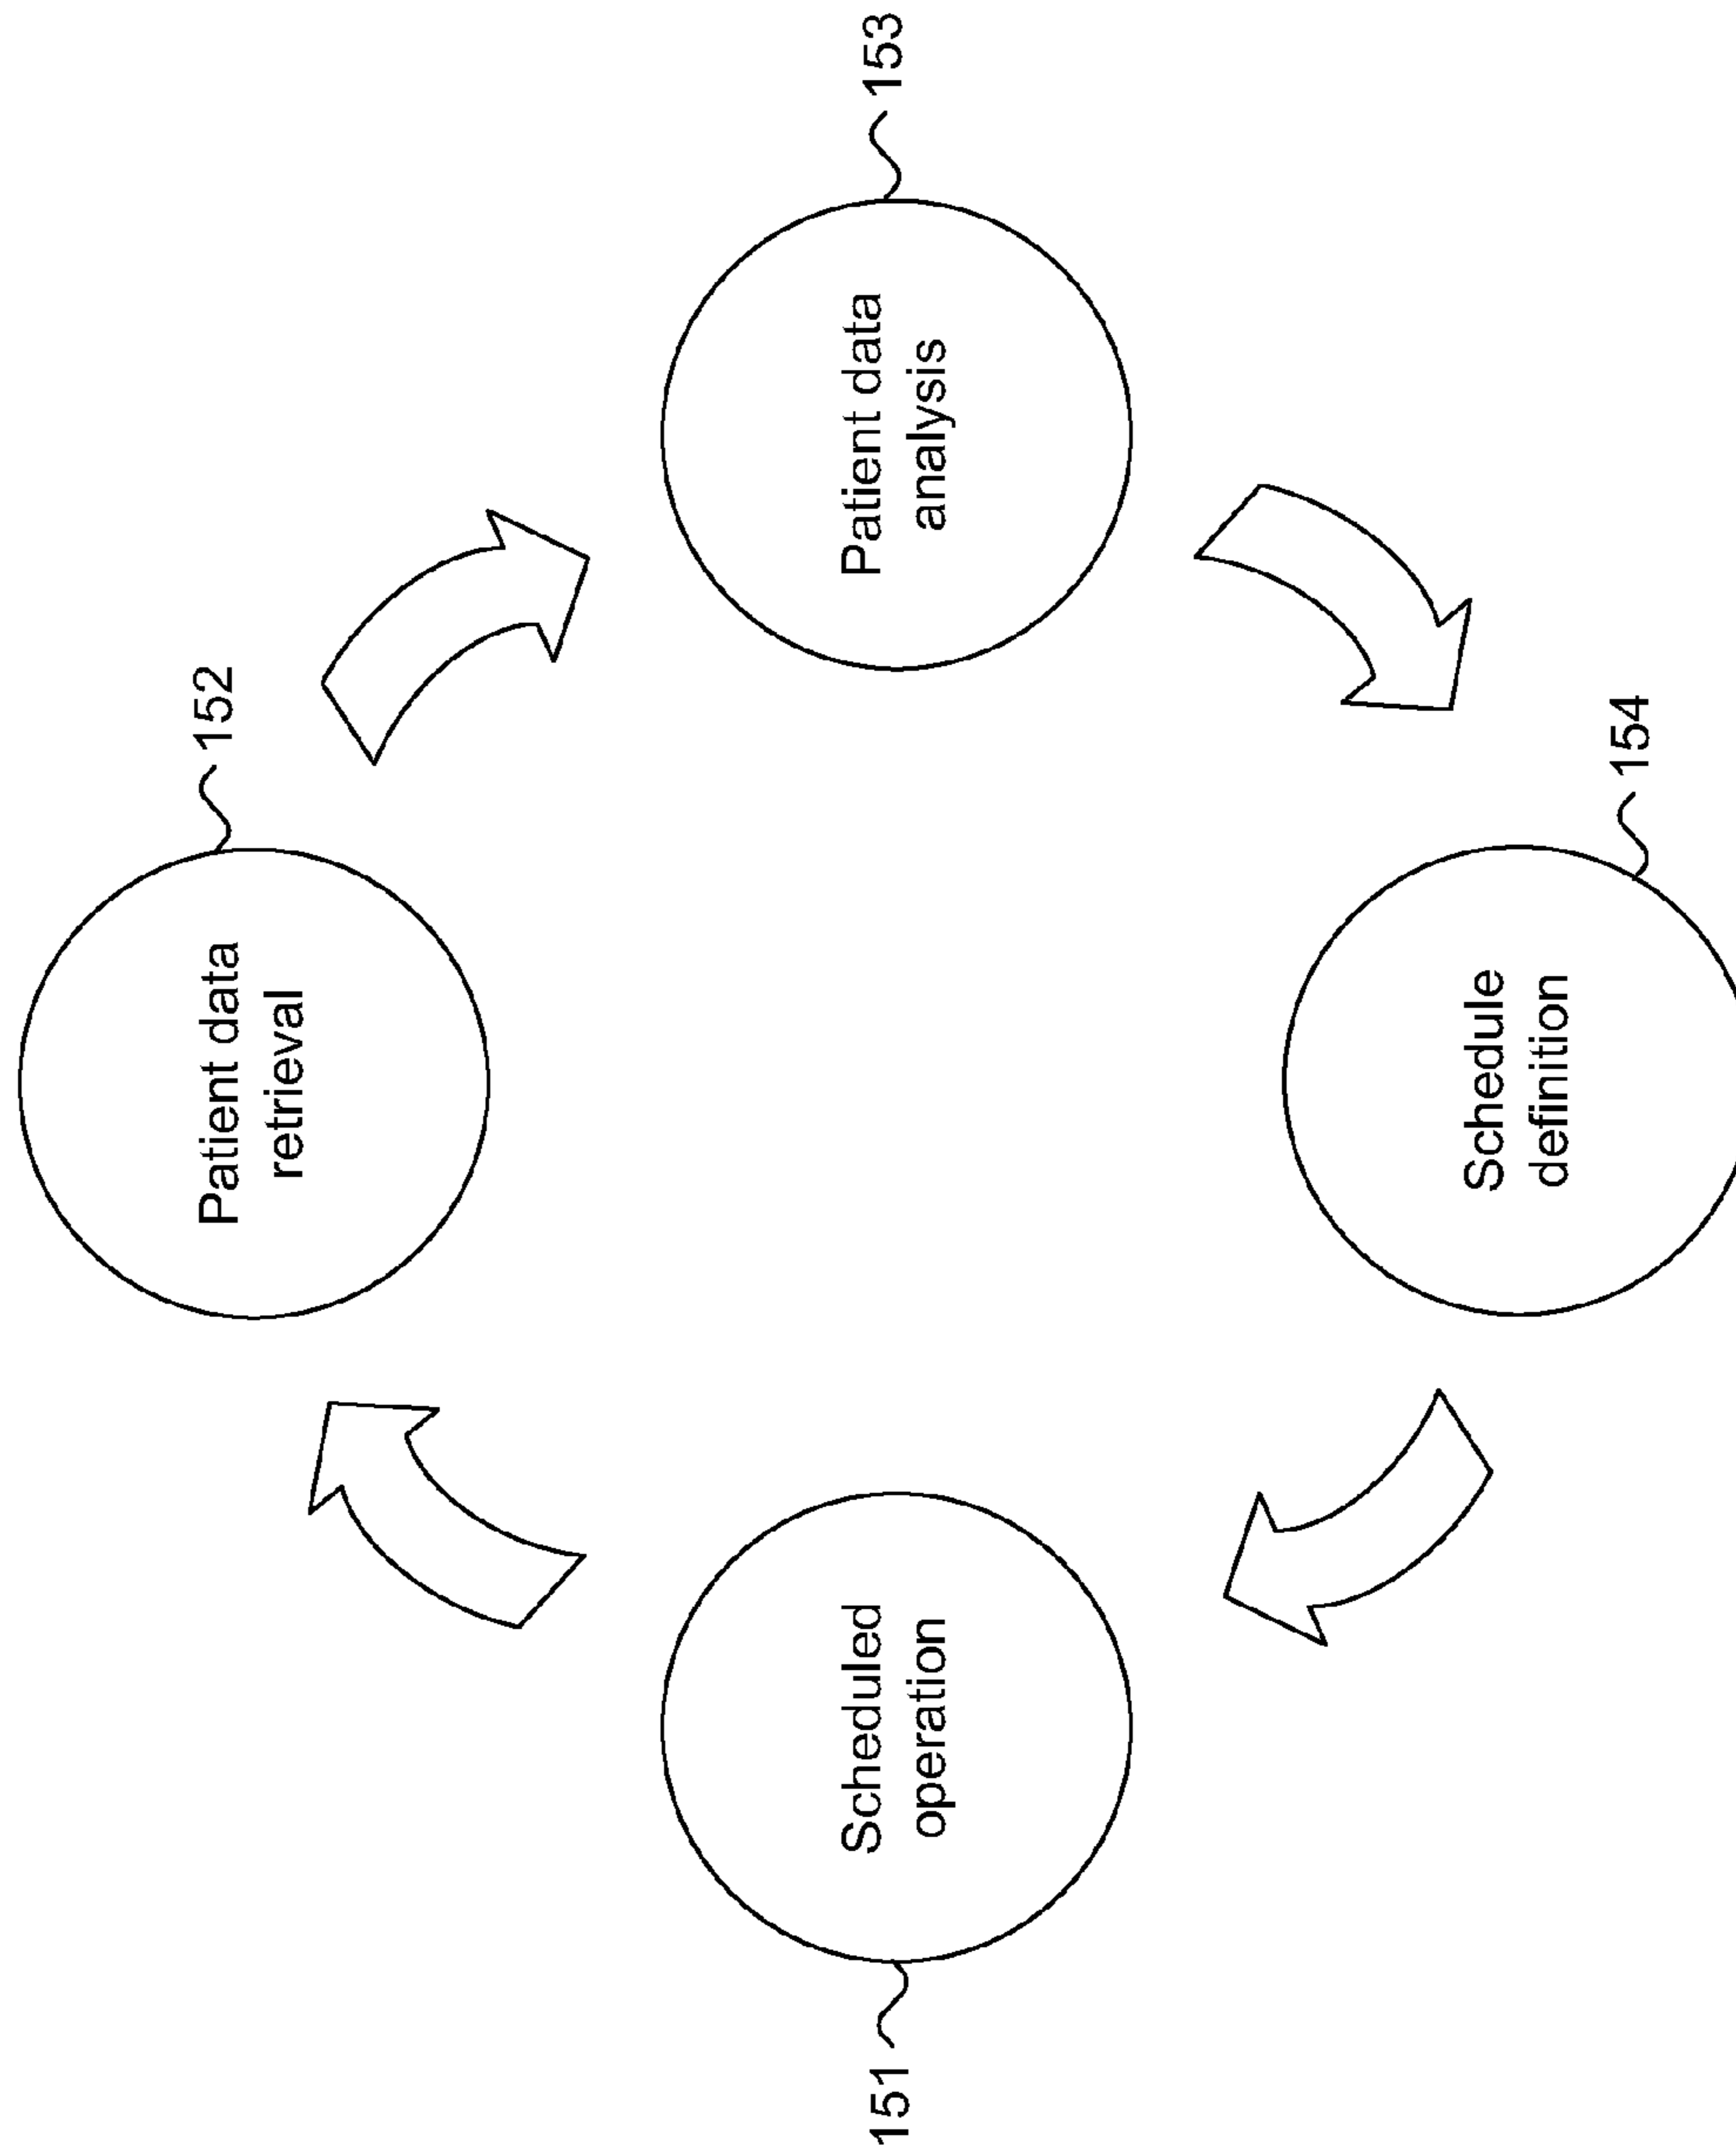 152
Patient data
retrieval
153
Patient data
analysis
154
Schedule
definition
151
Scheduled
operation